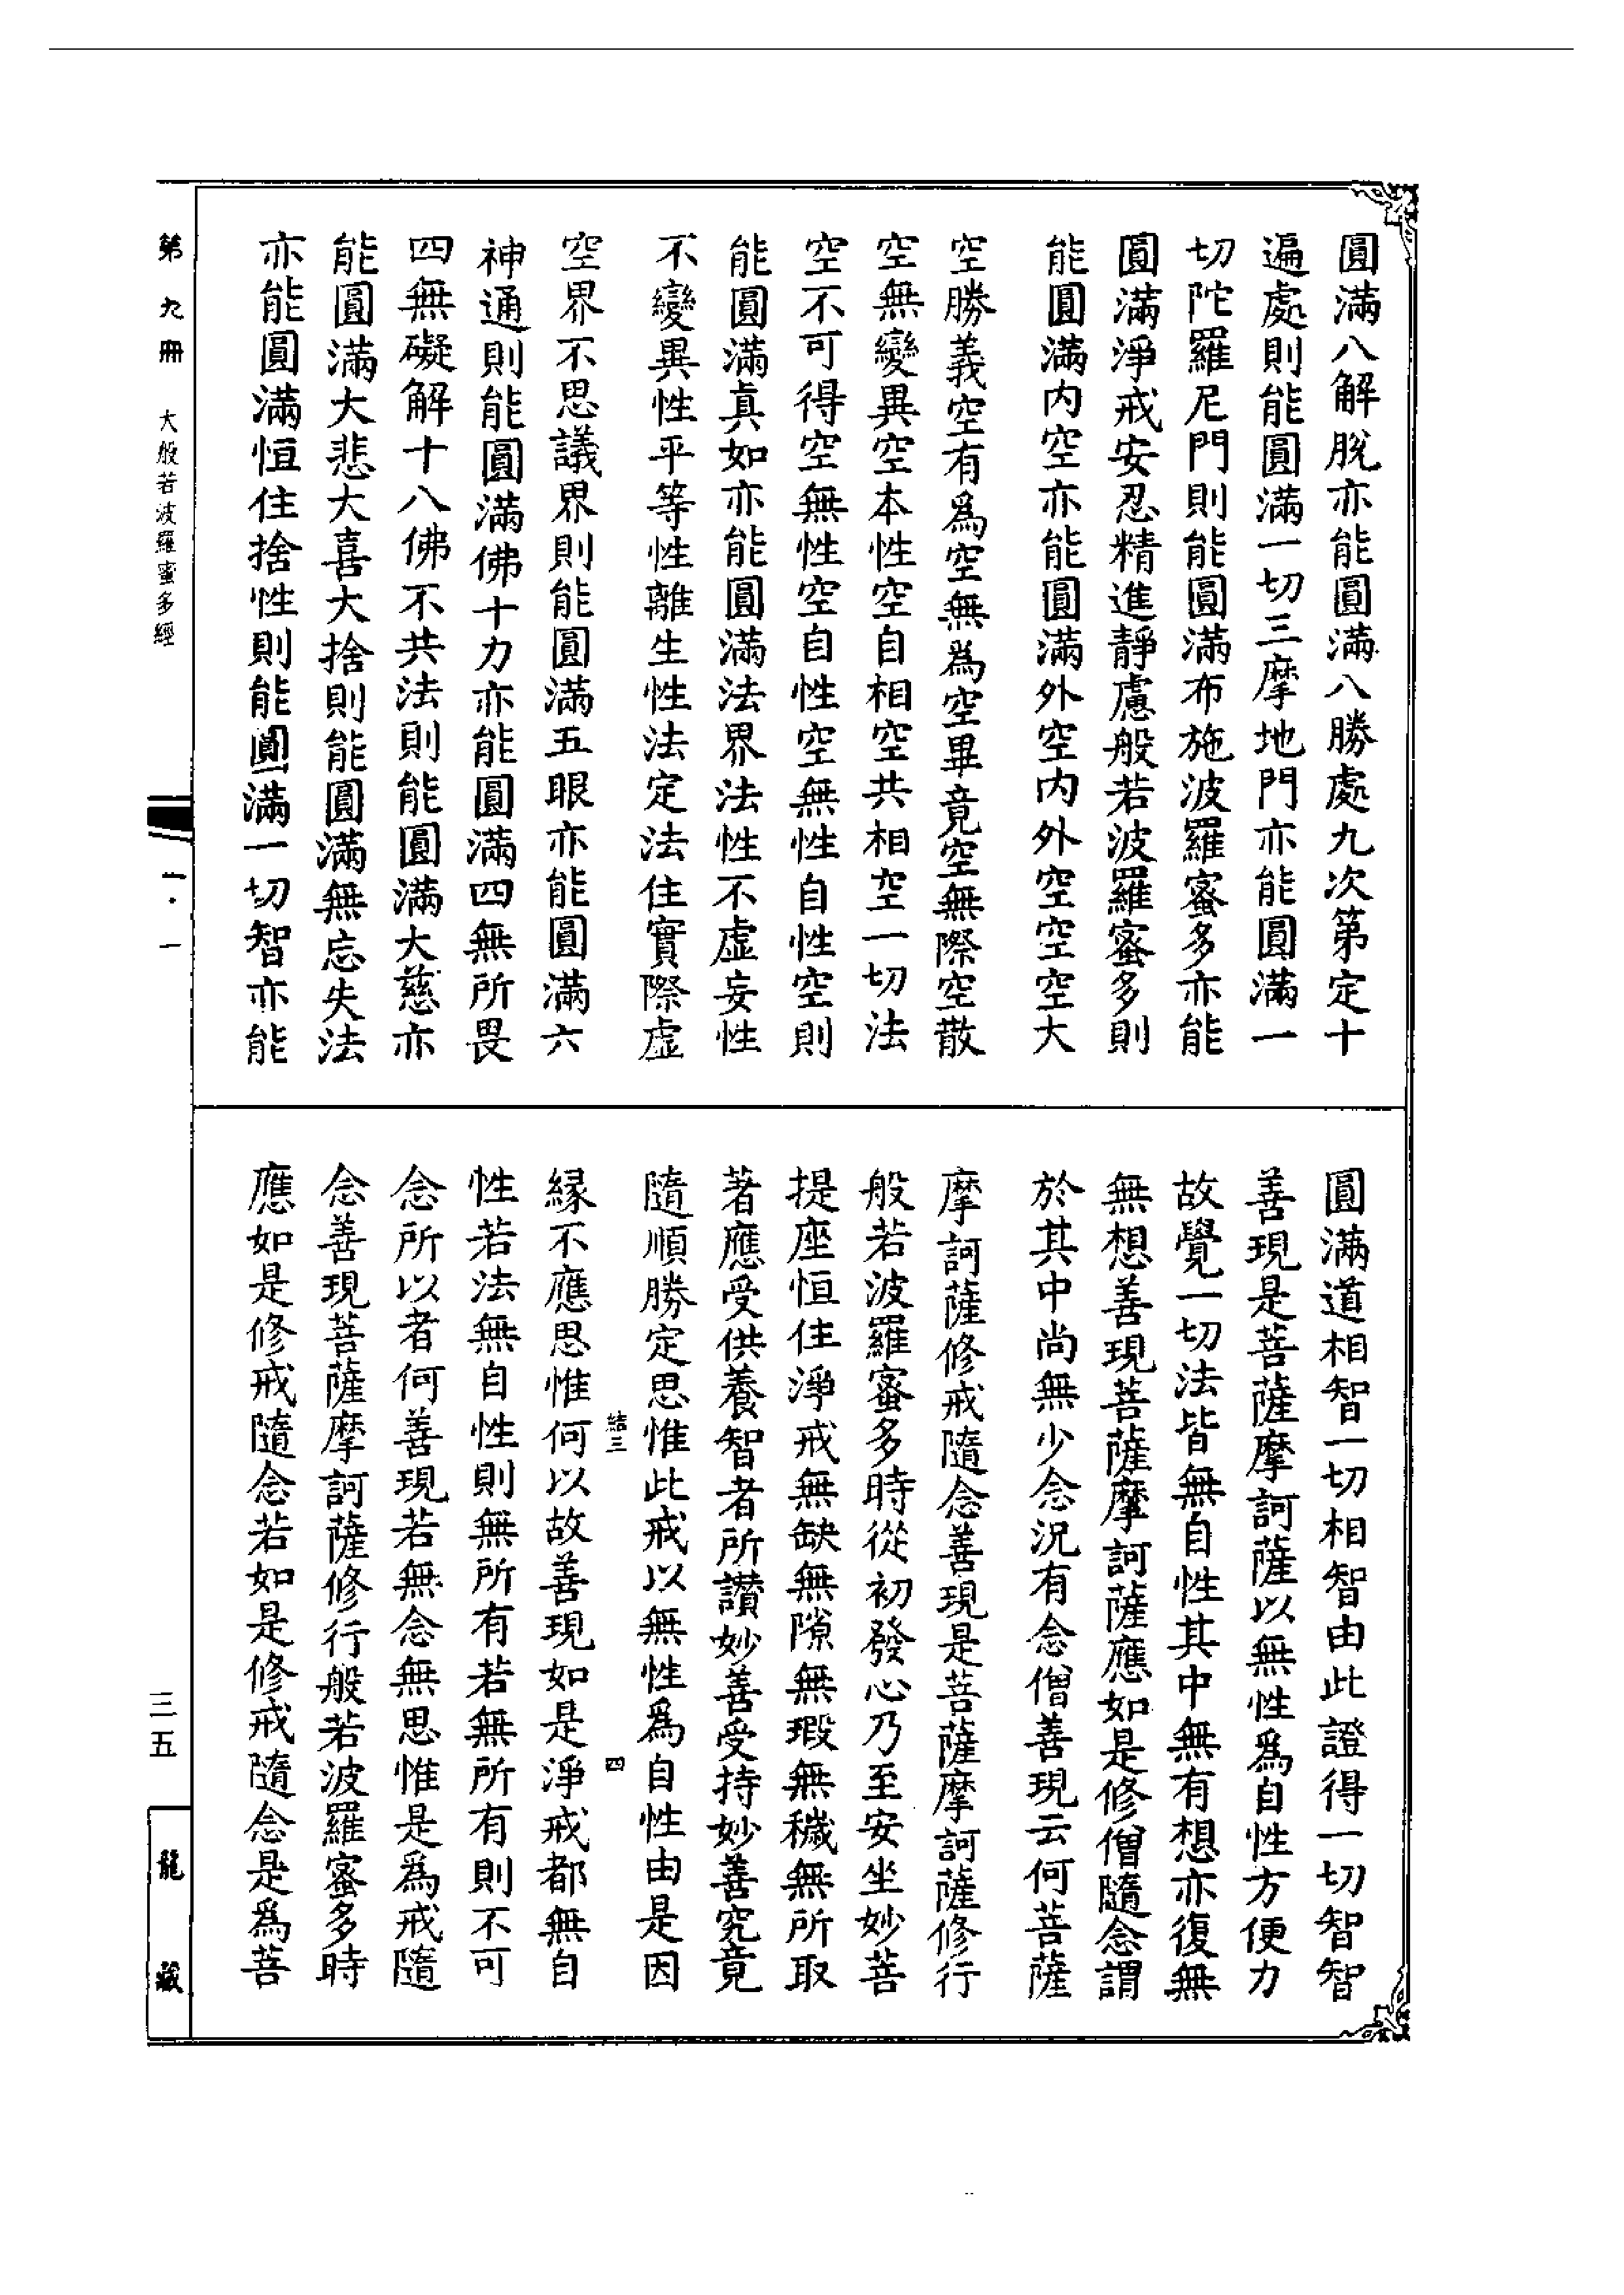 圓滿八解脫亦能圓滿八勝處九次第定十
遍處則能圓滿一切三摩地門亦能圓滿一
切陀羅尼門則能圓滿布施波羅蜜多亦能
圓滿淨戒安忍精進靜慮般若波羅蜜多則
能圓滿內空亦能圓滿外空內外空空空大
空勝義空有為空無為空畢竟空無際空散
空無變異空本性空自相空共相空一切法
空不可得空無性空自性空無性自性空則
能圓滿真如亦能圓滿法界法性不虛妄性
不變異性平等性離生性法定法住實際虛
空界不思議界則能圓滿五眼亦能圓滿六
神通則能圓滿佛十力亦能圓滿四無所畏
四無礙解十八佛不共法則能圓滿大慈亦
能圓滿大悲大喜大捨則能圓滿無忘失法
亦能圓滿恒住捨性則能圓滿一切智亦能
圓滿道相智一切相智由此證得一切智智
善現是菩薩摩訶薩以無性為自性方便力
故覺一切法皆無自性其中無有想亦復無
無想善現菩薩摩訶薩應如是修僧隨念謂
於其中尚無少念況有念僧善現云何菩薩
摩訶薩修戒隨念善現是菩薩摩訶薩修行
般若波羅蜜多時從初發心乃至安坐妙菩
提座恒住淨戒無缺無隙無瑕無穢無所取
著應受供養智者所讚妙善受持妙善究竟
隨順勝定思惟此戒以無性為自性由是因
結三 四
緣不應思惟何以故善現如是淨戒都無自
性若法無自性則無所有若無所有則不可
念所以者何善現若無念無思惟是為戒隨
念善現菩薩摩訶薩修行般若波羅蜜多時
應如是修戒隨念若如是修戒隨念是為菩
第九冊 大般若波羅蜜多經
一·一
三五
龍藏